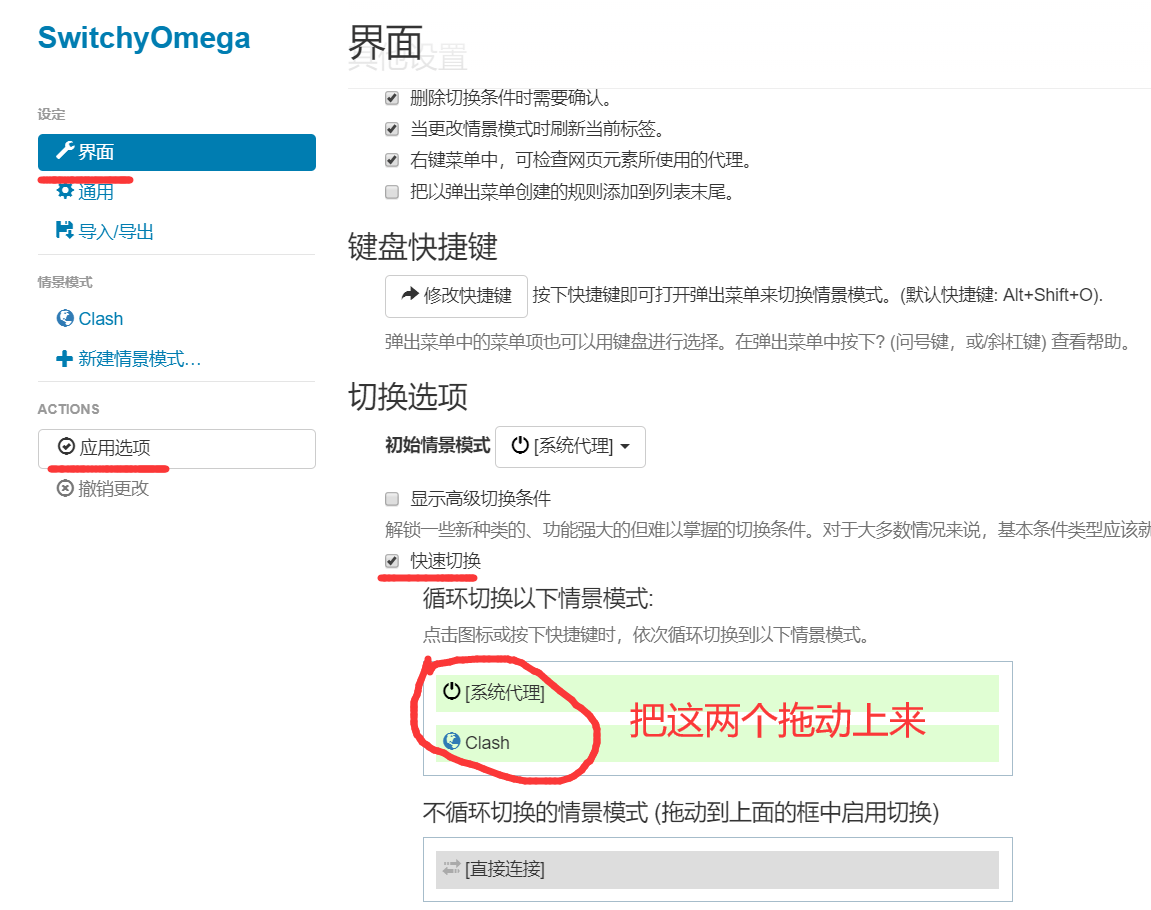 SwitchyOmega
设定
界面
通用
导入/导出
情景模式
Clash
新建情景模式…
ACTIONS
应用选项
撤销更改
界面
其他设置
删除切换条件时需要确认。
当更改情景模式时刷新当前标签。
右键菜单中，可检查网页元素所使用的代理。
把以弹出菜单创建的规则添加到列表末尾。
键盘快捷键
修改快捷键 按下快捷键即可打开弹出菜单来切换情景模式。(默认快捷键: Alt+Shift+O).
弹出菜单中的菜单项也可以用键盘进行选择。在弹出菜单中按下? (问号键，或/斜杠键) 查看帮助。
切换选项
初始情景模式 [系统代理]
显示高级切换条件
解锁一些新种类的、功能强大的但难以掌握的切换条件。对于大多数情况来说，基本条件类型应该就
快速切换
循环切换以下情景模式:
点击图标或按下快捷键时，依次循环切换到以下情景模式。
[系统代理]
把这两个拖动上来
Clash
不循环切换的情景模式 (拖动到上面的框中启用切换)
[直接连接]